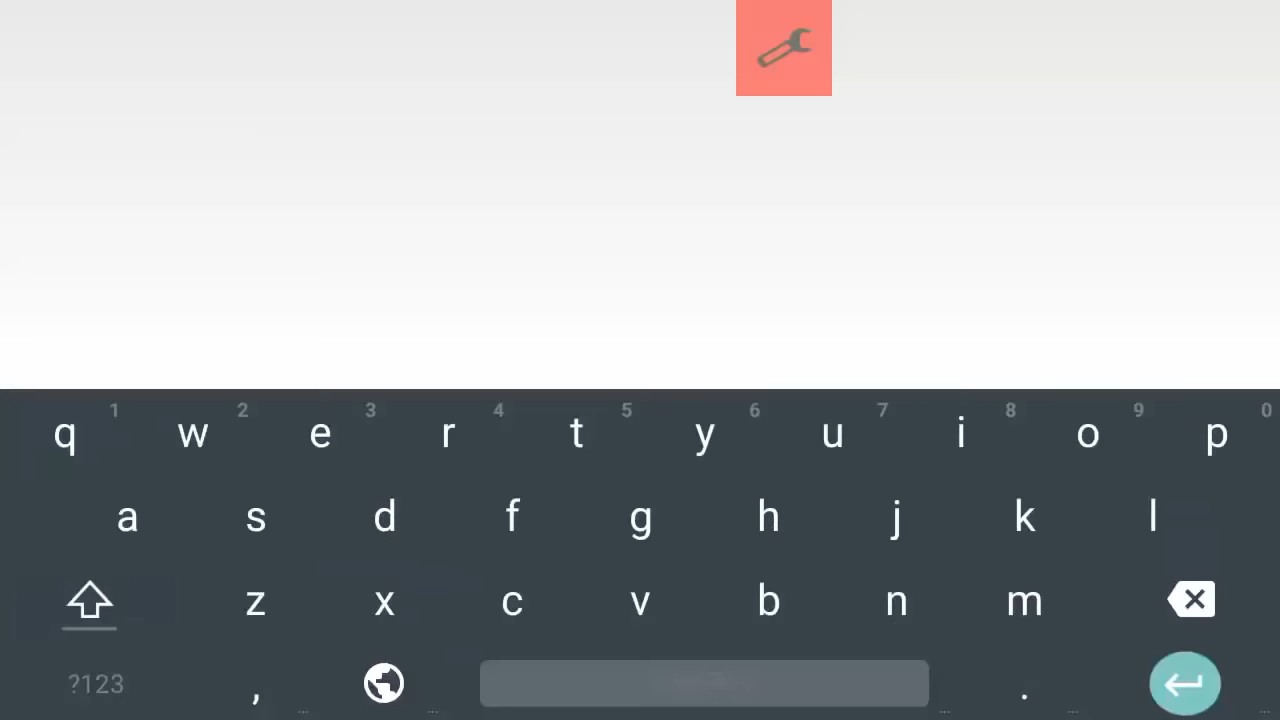 1 2 3 4 5 6 7 8 9 0
q w e r t y u i o p
a s d f g h j k l
z x c v b n m
?123 , .